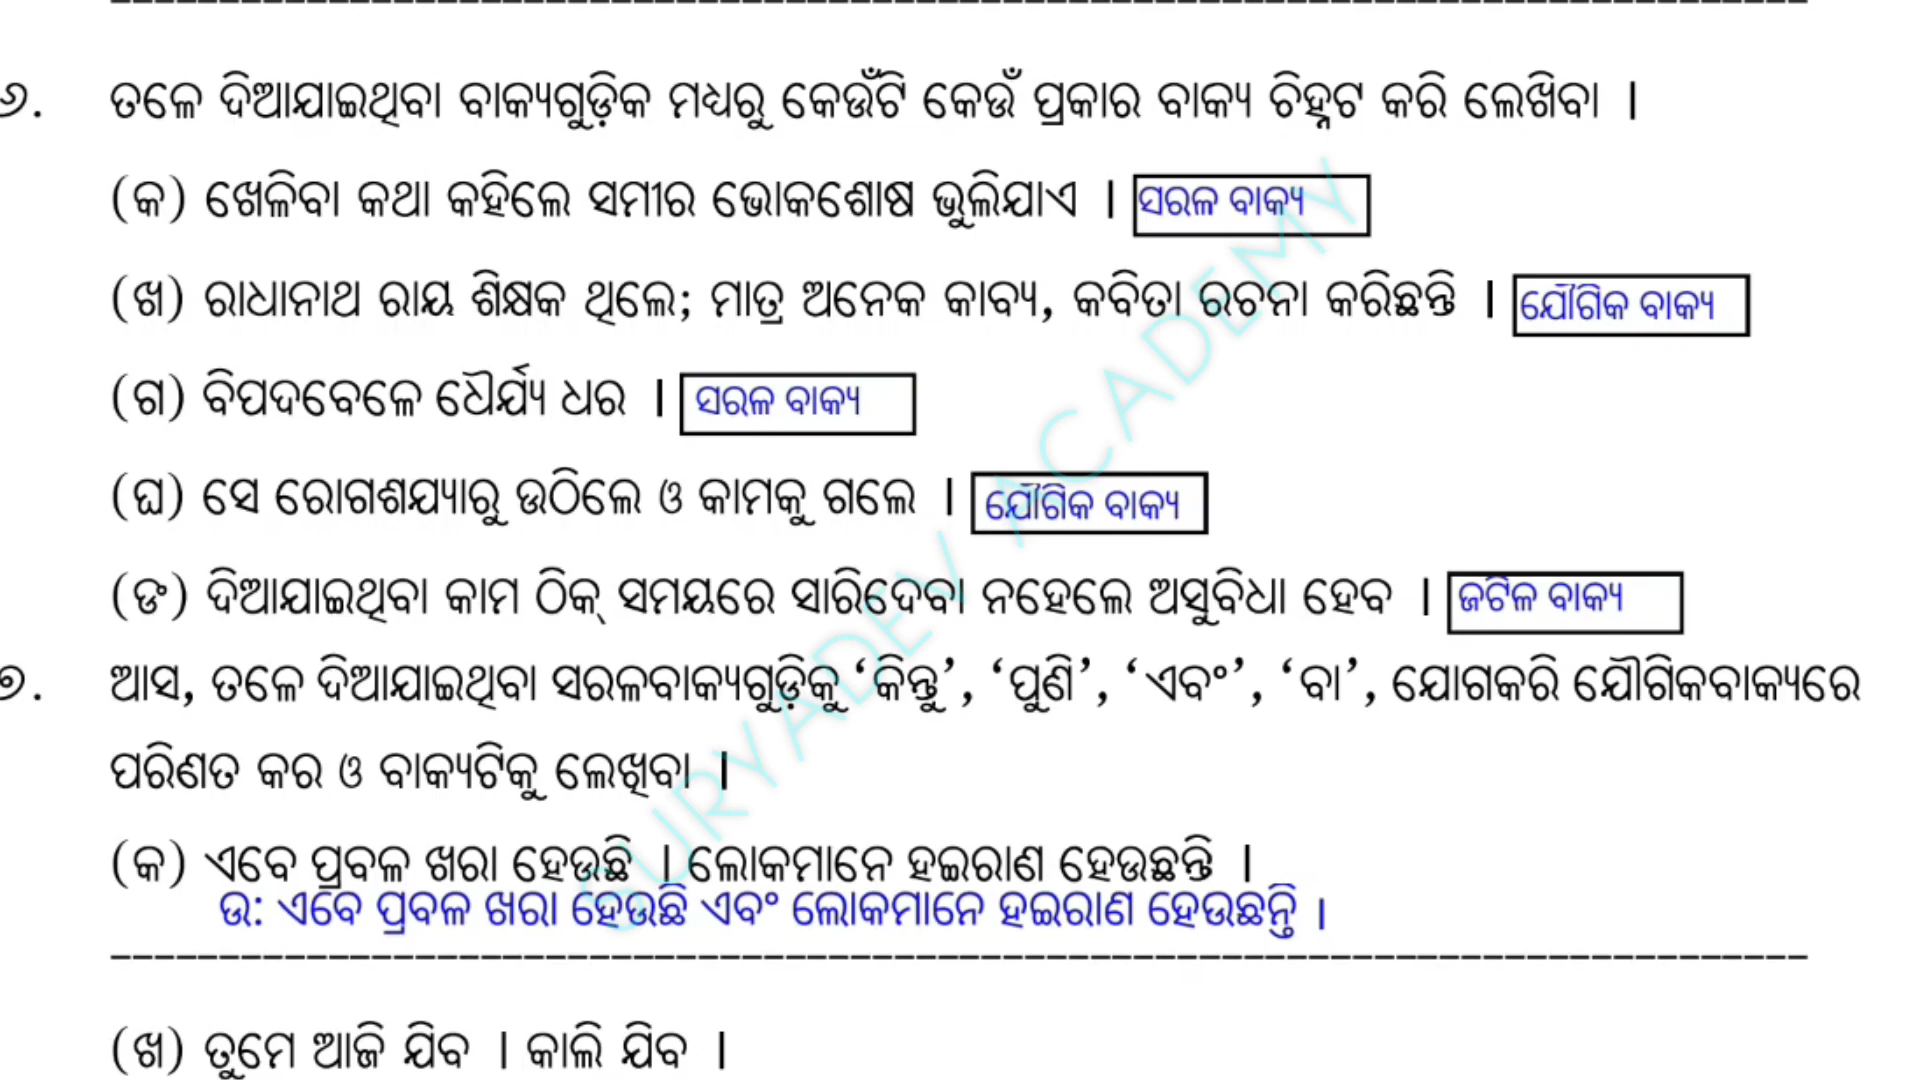 ୬. ତଳେ ଦିଆଯାଇଥିବା ବାକ୍ୟଗୁଡ଼ିକ ମଧ୍ୟରୁ କେଉଁଟି କେଉଁ ପ୍ରକାର ବାକ୍ୟ ଚିହ୍ନଟ କରି ଲେଖିବା ।
(କ) ଖେଳିବା କଥା କହିଲେ ସମୀର ଭୋକଶୋଷ ଭୁଲିଯାଏ । ସରଳ ବାକ୍ୟ
(ଖ) ରାଧାନାଥ ରାୟ ଶିକ୍ଷକ ଥିଲେ; ମାତ୍ର ଅନେକ କାବ୍ୟ, କବିତା ରଚନା କରିଛନ୍ତି । ଯୌଗିକ ବାକ୍ୟ
(ଗ) ବିପଦବେଳେ ଧୈର୍ଯ୍ୟ ଧର । ସରଳ ବାକ୍ୟ
(ଘ) ସେ ରୋଗଶଯ୍ୟାରୁ ଉଠିଲେ ଓ କାମକୁ ଗଲେ । ଯୌଗିକ ବାକ୍ୟ
(ଙ) ଦିଆଯାଇଥିବା କାମ ଠିକ୍ ସମୟରେ ସାରିଦେବା ନହେଲେ ଅସୁବିଧା ହେବ । ଜଟିଳ ବାକ୍ୟ
୭. ଆସ, ତଳେ ଦିଆଯାଇଥିବା ସରଳବାକ୍ୟଗୁଡ଼ିକୁ ‘କିନ୍ତୁ’, ‘ପୁଣି’, ‘ଏବଂ’, ‘ବା’, ଯୋଗକରି ଯୌଗିକବାକ୍ୟରେ
ପରିଣତ କର ଓ ବାକ୍ୟଟିକୁ ଲେଖିବା ।
(କ) ଏବେ ପ୍ରବଳ ଖରା ହେଉଛି । ଲୋକମାନେ ହଇରାଣ ହେଉଛନ୍ତି ।
ଉ: ଏବେ ପ୍ରବଳ ଖରା ହେଉଛି ଏବଂ ଲୋକମାନେ ହଇରାଣ ହେଉଛନ୍ତି ।
(ଖ) ତୁମେ ଆଜି ଯିବ । କାଲି ଯିବ ।
SURYADEV ACADEMY